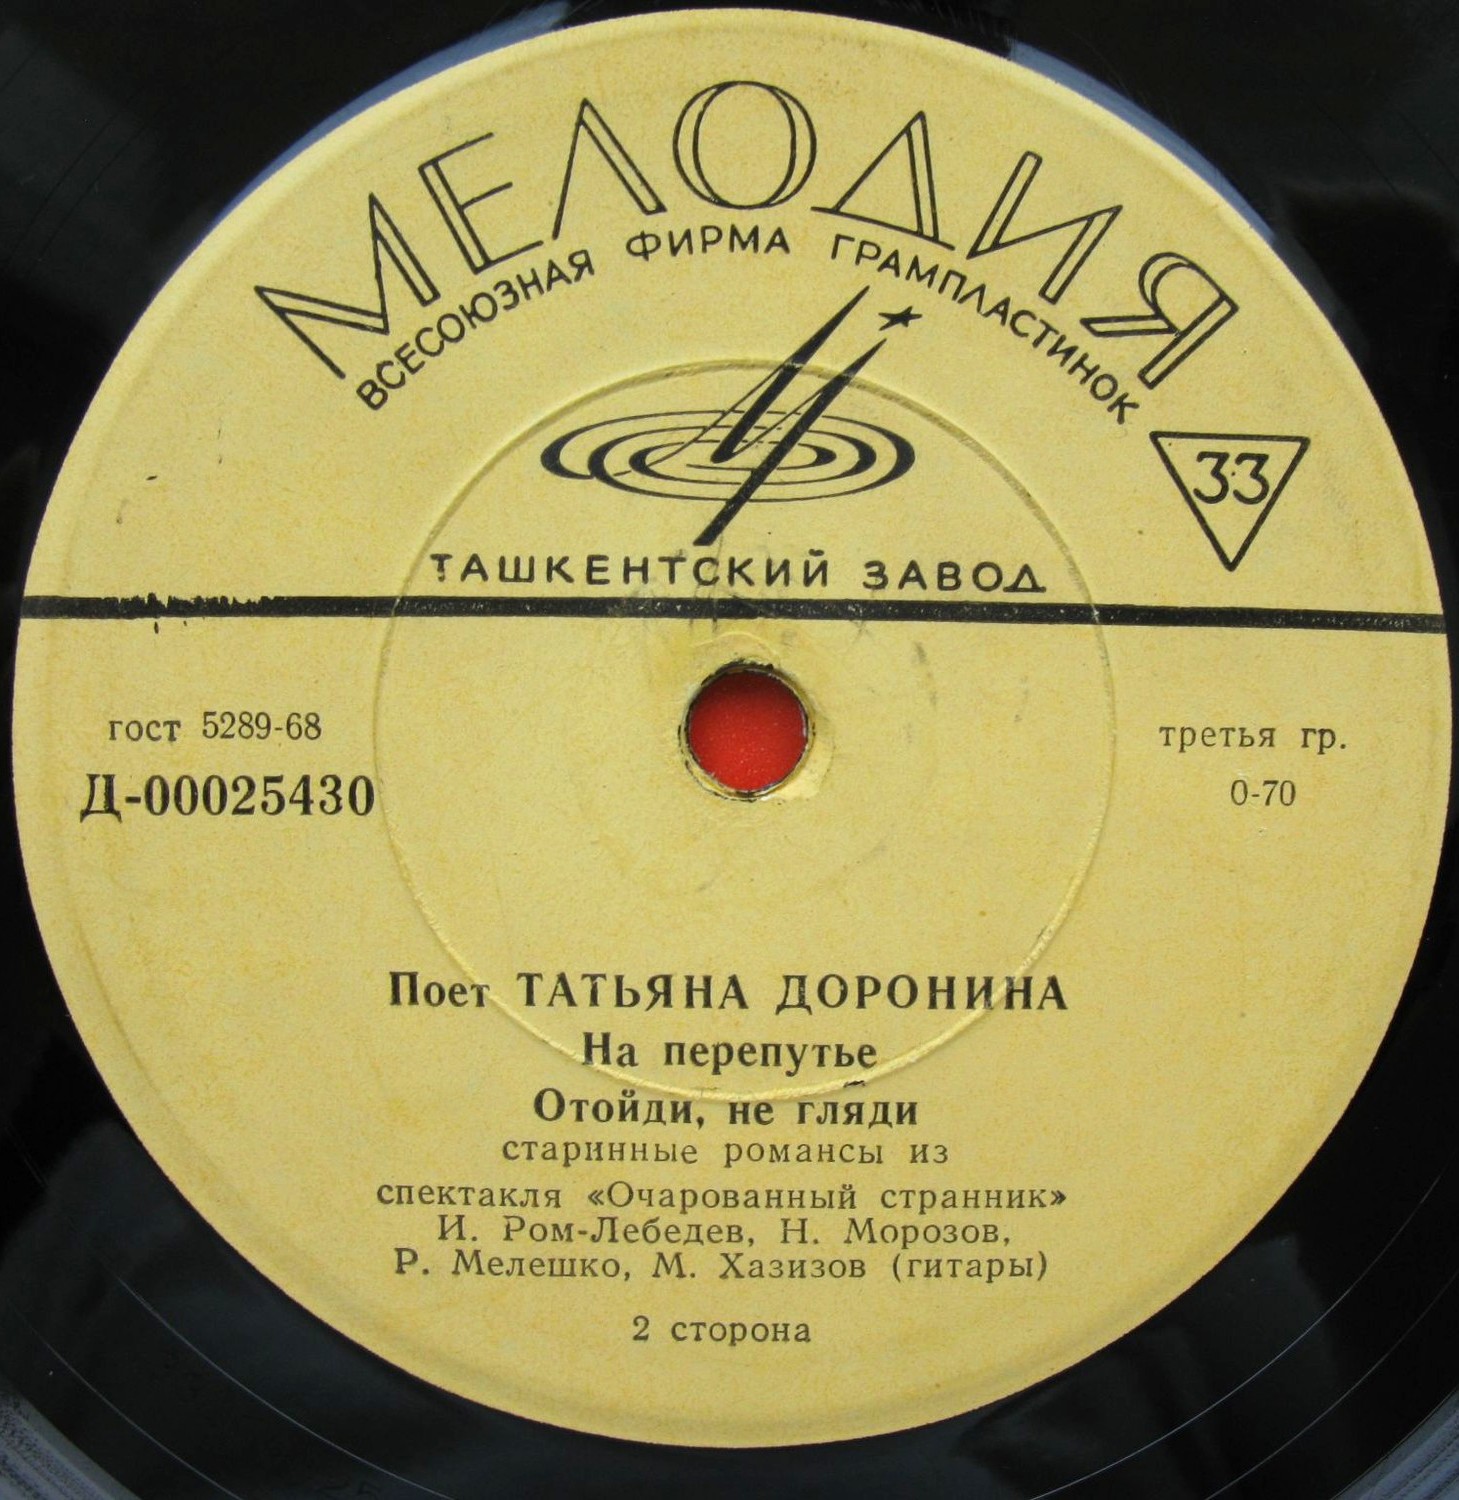 МЕЛОДИЯ
ВСЕСОЮЗНАЯ ФИРМА ГРАМПЛАСТИНОК
33
ТАШКЕНТСКИЙ ЗАВОД
гост 5289-68
третья гр.
Д-00025430
0-70
Поет ТАТЬЯНА ДОРОНИНА
На перепутье
Отойди, не гляди
старинные романсы из
спектакля «Очарованный странник»
И. Ром-Лебедев, Н. Морозов,
Р. Мелешко, М. Хазизов (гитары)
2 сторона